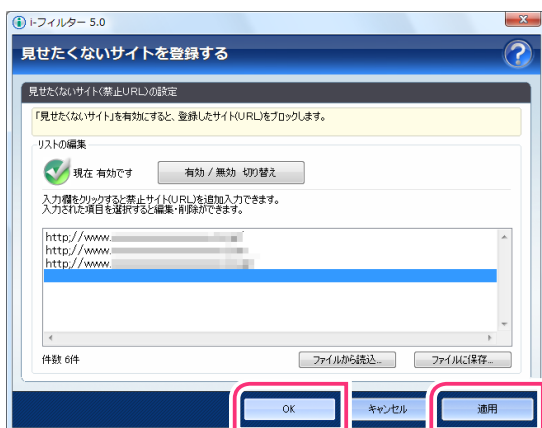 i-フィルター 5.0
見せたくないサイトを登録する
見せたくないサイト(禁止URL)の設定
「見せたくないサイト」を有効にすると、登録したサイト(URL)をブロックします。
リストの編集
現在 有効です
有効 / 無効 切り替え
入力欄をクリックすると禁止サイト(URL)を追加入力できます。
入力された項目を選択すると編集・削除ができます。
http://www.
http://www.
http://www.
件数 6件
ファイルから読込...
ファイルに保存...
OK
キャンセル
適用